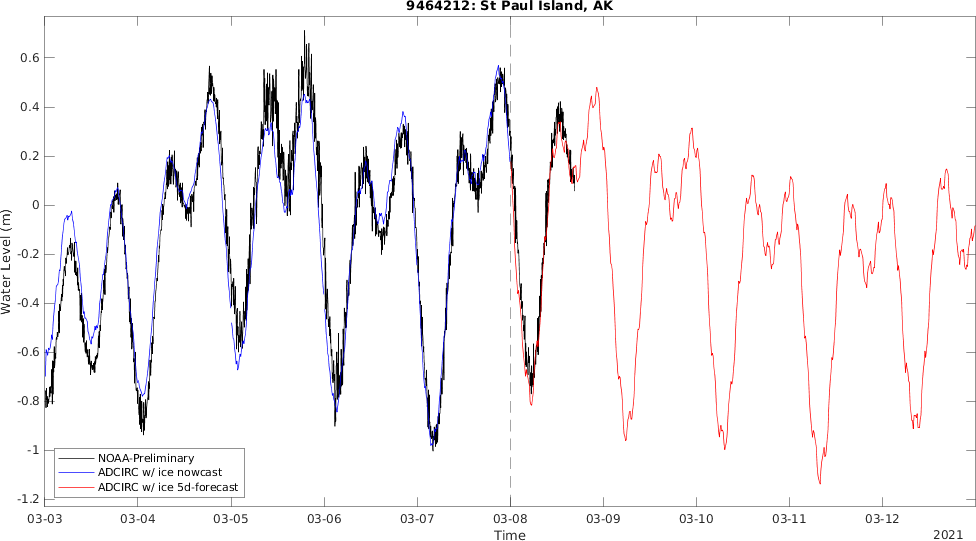 9464212: St Paul Island, AK
0.6
0.4
0.2
0
-0.2
-0.4
-0.6
-0.8
-1
-1.2
Water Level (m)
NOAA-Preliminary
ADCIRC w/ ice nowcast
ADCIRC w/ ice 5d-forecast
03-03 03-04 03-05 03-06 03-07 03-08 03-09 03-10 03-11 03-12
Time
2021